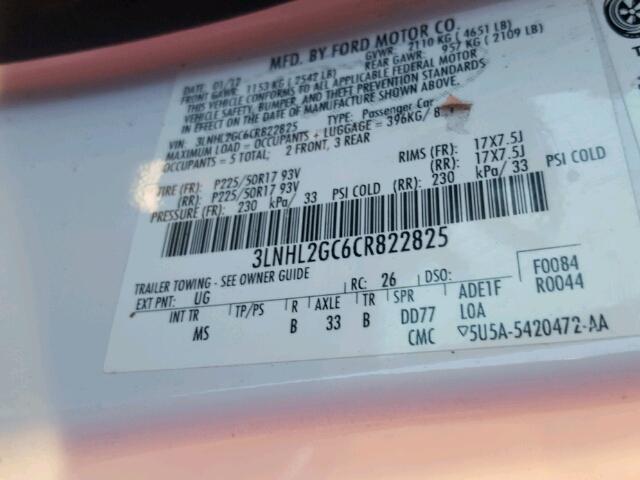 MFD. BY FORD MOTOR CO.
DATE: 01/12 GVWR: 2110 KG ( 4651 LB)
FRONT GAWR: 1153 KG ( 2542 LB) REAR GAWR: 957 KG ( 2109 LB)
THIS VEHICLE CONFORMS TO ALL APPLICABLE FEDERAL MOTOR
VEHICLE SAFETY, BUMPER, AND THEFT PREVENTION STANDARDS
IN EFFECT ON THE DATE OF MANUFACTURE SHOWN ABOVE.
VIN: 3LNHL2GC6CR822825 TYPE: Passenger Car
MAXIMUM LOAD = OCCUPANTS + LUGGAGE = 396KG/ 8
OCCUPANTS = 5 TOTAL; 2 FRONT, 3 REAR
TIRE (FR): P225/50R17 93V RIMS (FR): 17X7.5J
(RR): P225/50R17 93V (RR): 17X7.5J
PRESSURE (FR): 230 kPa/ 33 PSI COLD (RR): 230 kPa/ 33 PSI COLD
3LNHL2GC6CR822825
TRAILER TOWING - SEE OWNER GUIDE
EXT PNT: UG RC: 26 DSO: F0084
INT TR TP/PS R AXLE TR SPR ADE1F R0044
MS B 33 B DD77 LOA
CMC ▽5U5A-5420472-AA